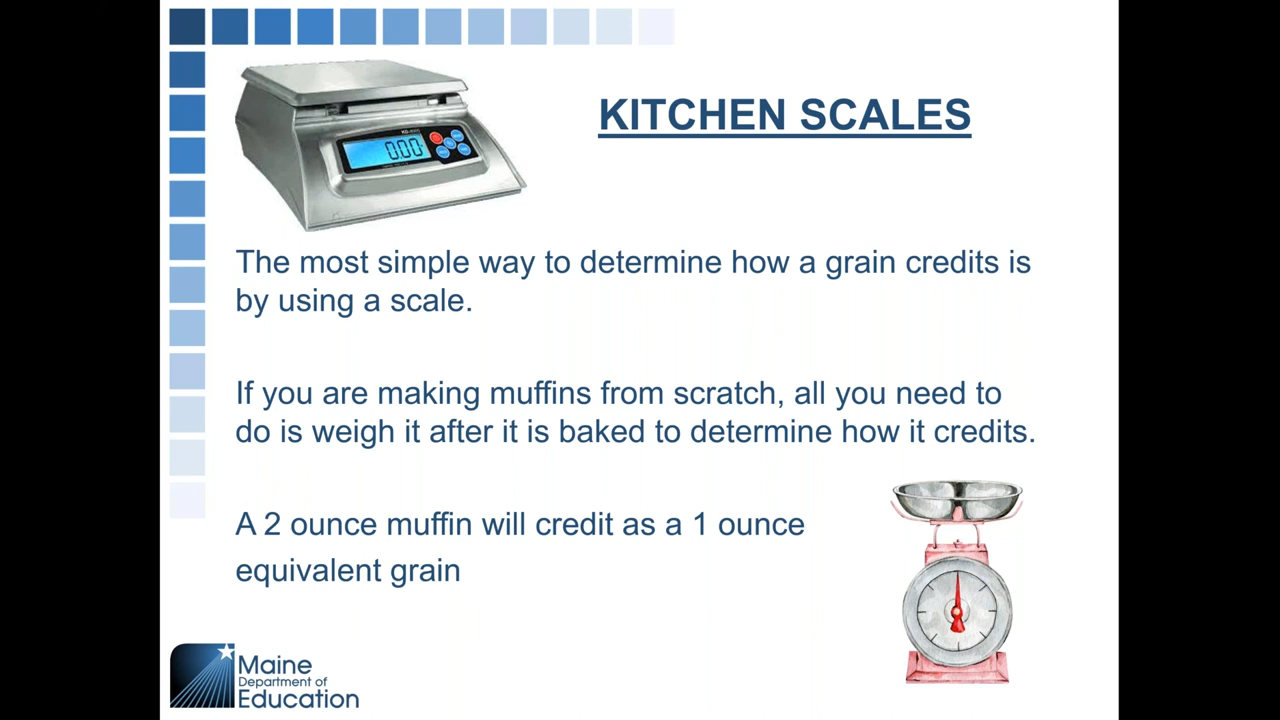 KITCHEN SCALES
0.00
The most simple way to determine how a grain credits is
by using a scale.
If you are making muffins from scratch, all you need to
do is weigh it after it is baked to determine how it credits.
A 2 ounce muffin will credit as a 1 ounce
equivalent grain
Maine
Department of
Education